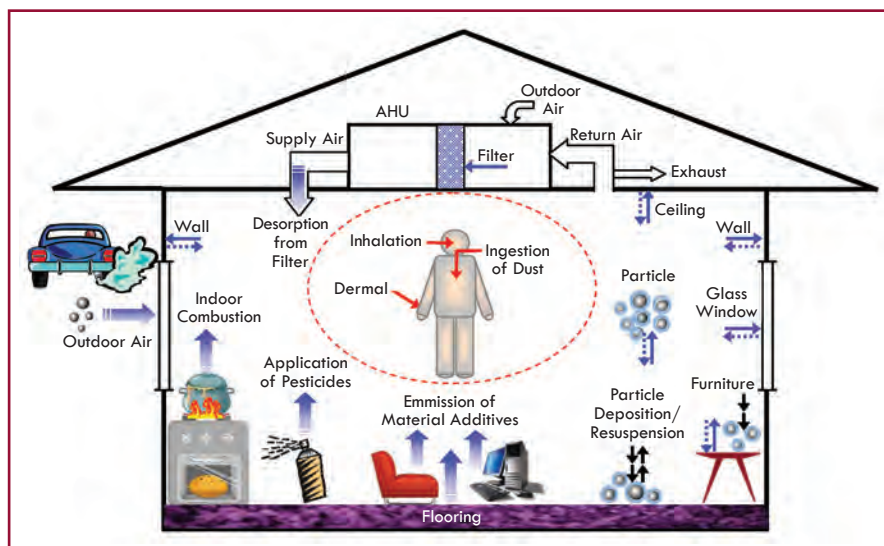 Outdoor
Air
AHU
Supply Air
Return Air
Filter
Exhaust
Wall
Desorption
from
Filter
Ceiling
Wall
Inhalation
Ingestion
of Dust
Dermal
Particle
Indoor
Combustion
Glass
Window
Outdoor Air
Application
of Pesticides
Emmission of
Material Additives
Particle
Deposition/
Resuspension
Furniture
Flooring